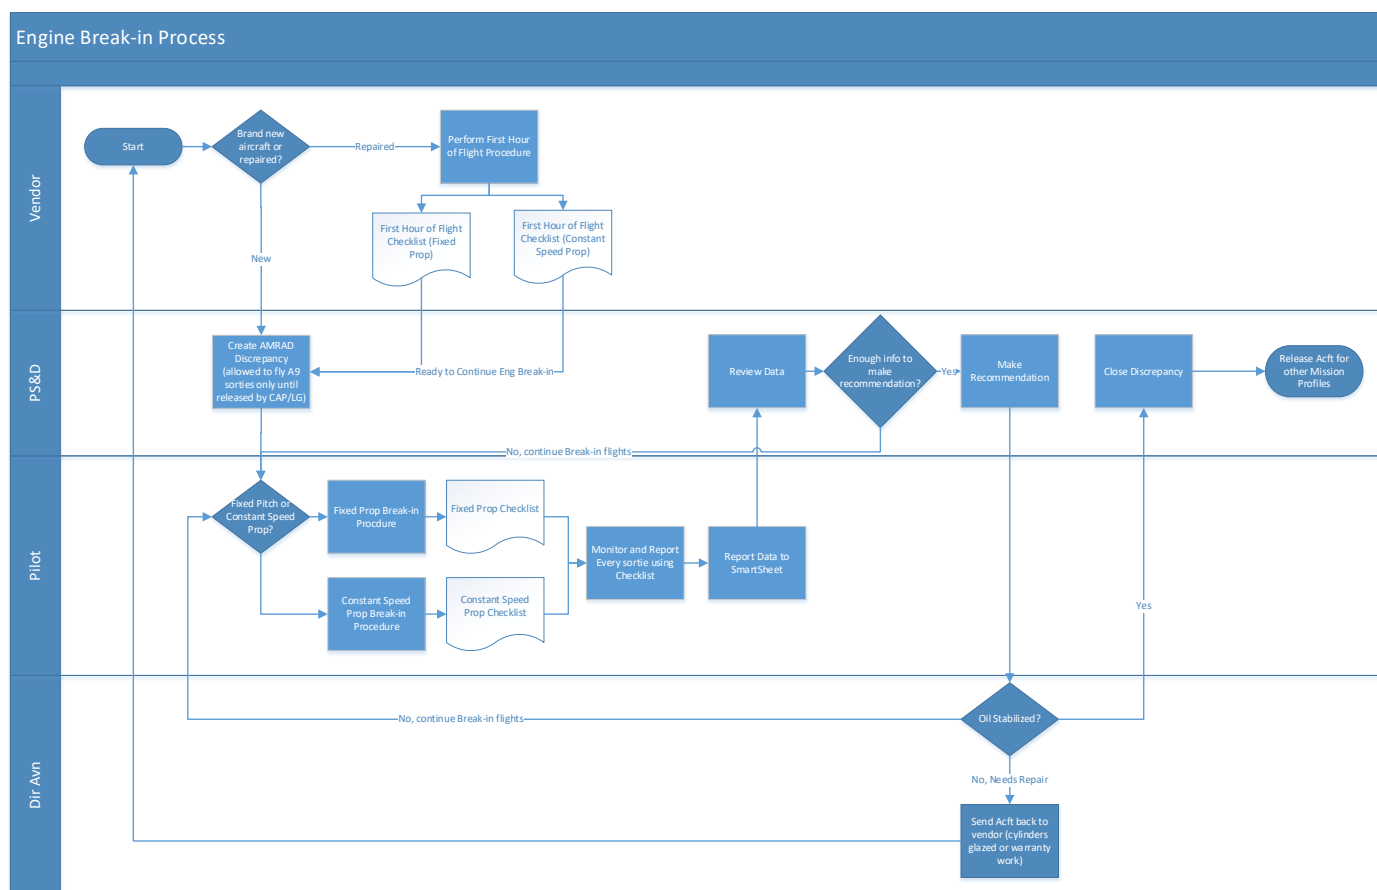 Engine Break-in Process
Vendor
Start
Brand new
aircraft or
repaired?
Repaired
Perform First Hour
of Flight Procedure
First Hour of Flight
Checklist (Fixed
Prop)
First Hour of Flight
Checklist (Constant
Speed Prop)
New
PS&D
Create AMRAD
Discrepancy
(allowed to fly A9
sorties only until
released by CAP/LG)
Ready to Continue Eng Break-in
Review Data
Enough info to
make
recommendation?
Yes
Make
Recommendation
Close Discrepancy
Release Acft for
other Mission
Profiles
No, continue Break-in flights
Pilot
Fixed Pitch or
Constant Speed
Prop?
Fixed Prop Break-in
Procdure
Fixed Prop Checklist
Constant Speed
Prop Break-in
Procedure
Constant Speed
Prop Checklist
Monitor and Report
Every sortie using
Checklist
Report Data to
SmartSheet
Yes
Dir Avn
No, continue Break-in flights
Oil Stabilized?
No, Needs Repair
Send Acft back to
vendor (cylinders
glazed or warranty
work)